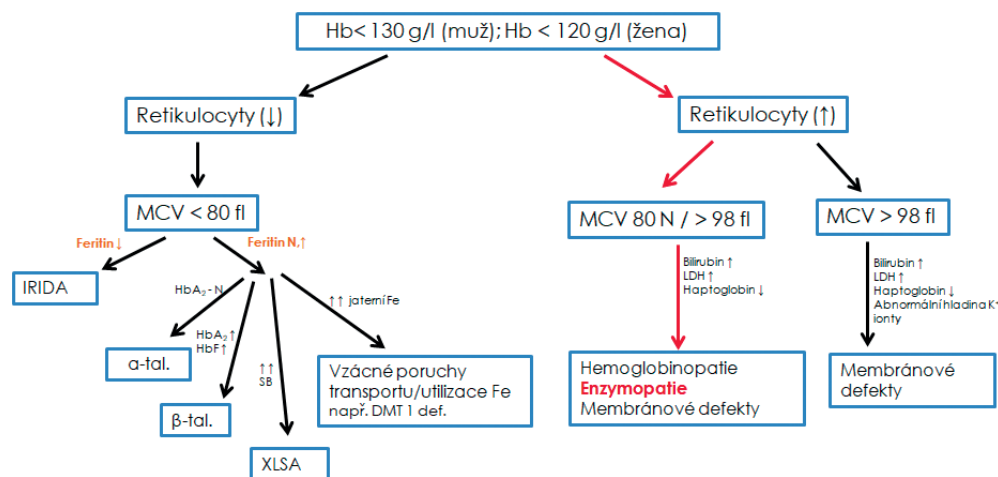 Hb< 130 g/l (muž); Hb < 120 g/l (žena)
Retikulocyty (↓)
Retikulocyty (↑)
MCV < 80 fl
MCV 80 N / > 98 fl
MCV > 98 fl
Feritin ↓
Feritin N,↑
IRIDA
HbA₂ - N
HbA₂ ↑
HbF ↑
↑↑
SB
↑↑ jaterní Fe
α-tal.
β-tal.
XLSA
Vzácné poruchy
transportu/utilizace Fe
např. DMT 1 def.
Bilirubin ↑
LDH ↑
Haptoglobin ↓
Hemoglobinopatie
Enzymopatie
Membránové defekty
Bilirubin ↑
LDH ↑
Haptoglobin ↓
Abnormální hladina K⁺
ionty
Membránové
defekty